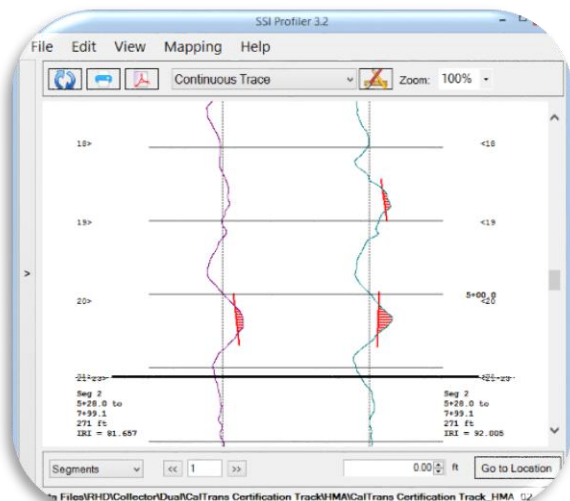 SSI Profiler 3.2
File Edit View Mapping Help
Continuous Trace
Zoom: 100%
18> <18
19> <19
5+00.0
20> <20
Seg 2 Seg 2
5+28.0 to 5+28.0 to
7+99.1 7+99.1
271 ft 271 ft
IRI = 81.657 IRI = 92.005
Segments << 1 >> 0.00 ft Go to Location
Files\RHD\Collector\Dual\CalTrans Certification Track\HMA\CalTrans Certification Track_HMA 02